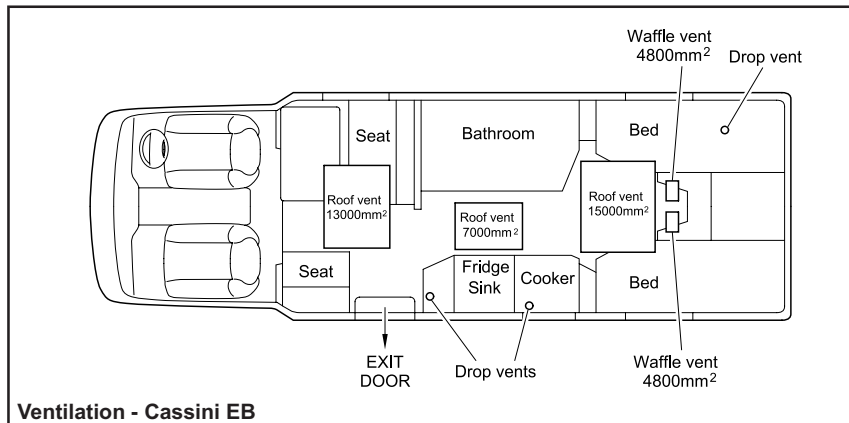 Waffle vent
4800mm²
Drop vent
Seat
Bathroom
Bed
Roof vent
13000mm²
Roof vent
7000mm²
Roof vent
15000mm²
Seat
Fridge
Sink
Cooker
Bed
EXIT
DOOR
Drop vents
Waffle vent
4800mm²
Ventilation - Cassini EB